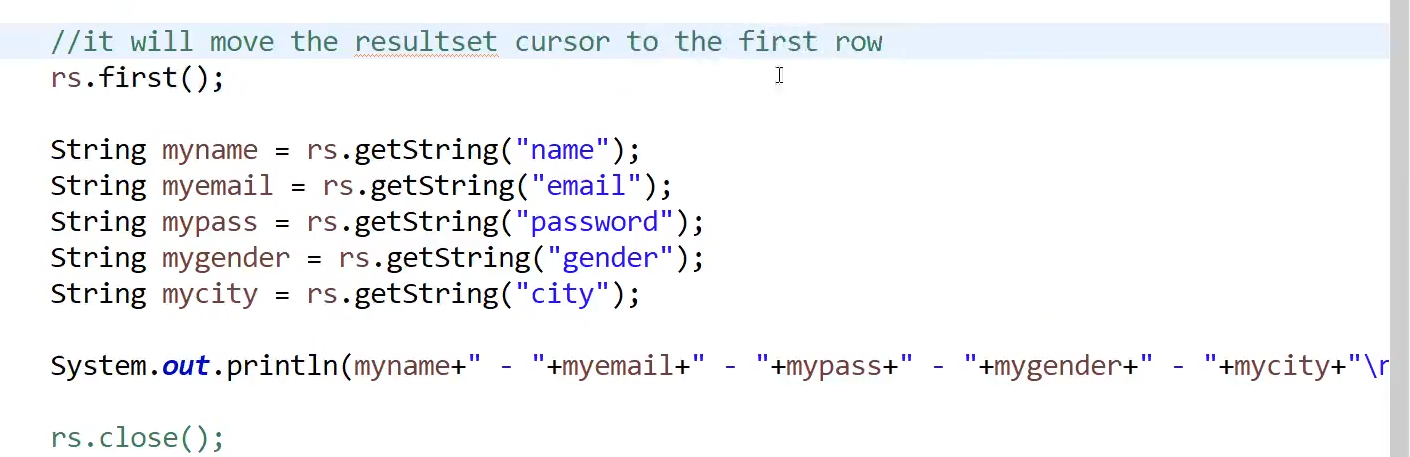 //it will move the resultset cursor to the first row
rs.first();
String myname = rs.getString("name");
String myemail = rs.getString("email");
String mypass = rs.getString("password");
String mygender = rs.getString("gender");
String mycity = rs.getString("city");
System.out.println(myname+" - "+myemail+" - "+mypass+" - "+mygender+" - "+mycity+"\
rs.close();